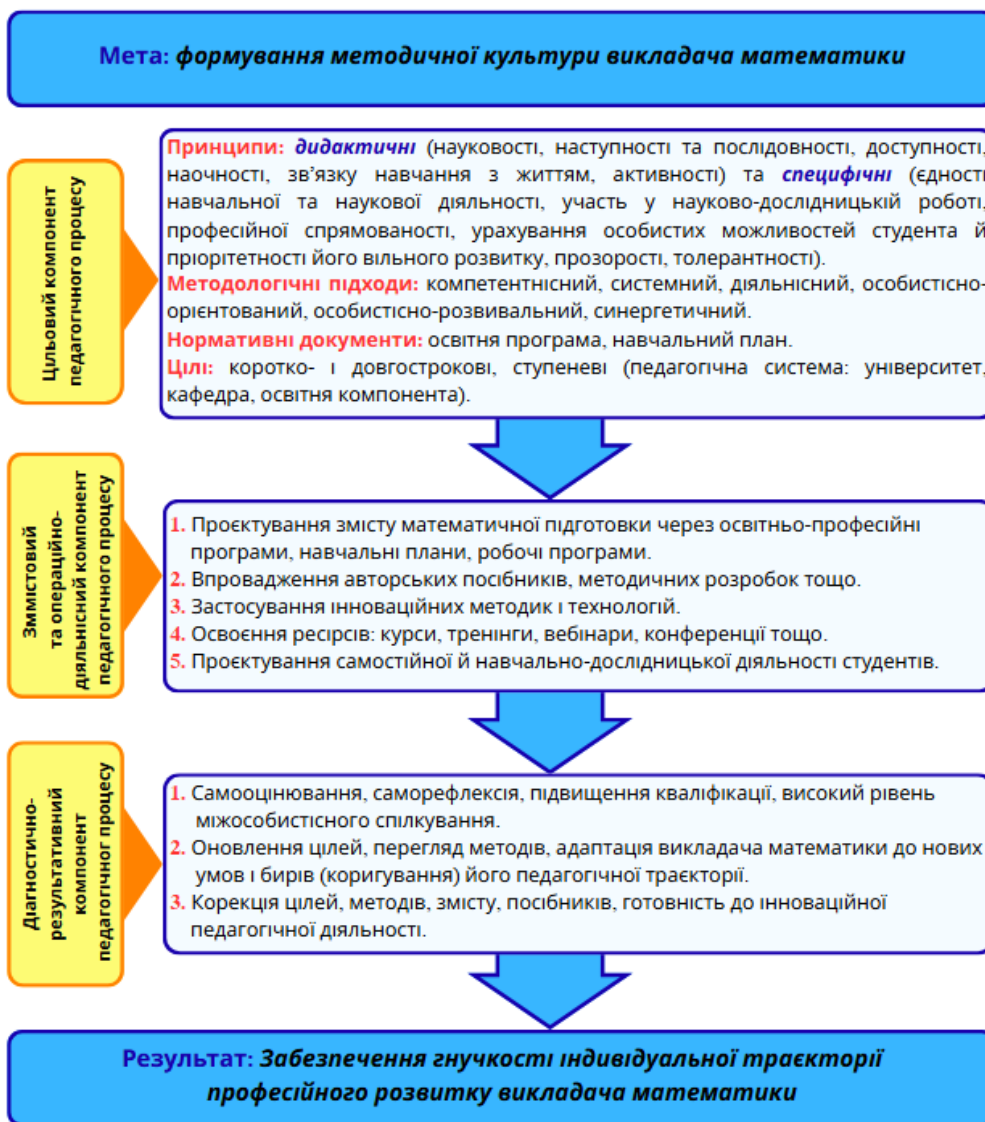 Мета: формування методичної культури викладача математики
Цільовий компонент
педагогічного процесу
Принципи: дидактичні (науковості, наступності та послідовності, доступності,
наочності, зв’язку навчання з життям, активності) та специфічні (єдності
навчальної та наукової діяльності, участь у науково-дослідницькій роботі,
професійної спрямованості, урахування особистих можливостей студента й
пріорітетності його вільного розвитку, прозорості, толерантності).
Методологічні підходи: компетентнісний, системний, діяльнісний, особистісно-
орієнтований, особистісно-розвивальний, синергетичний.
Нормативні документи: освітня програма, навчальний план.
Цілі: коротко- і довгострокові, ступеневі (педагогічна система: університет,
кафедра, освітня компонента).
Зммістовий
та операційно-
діяльнісний компонент
педагогічного процесу
1. Проєктування змісту математичної підготовки через освітньо-професійні
програми, навчальні плани, робочі програми.
2. Впровадження авторських посібників, методичних розробок тощо.
3. Застосування інноваційних методик і технологій.
4. Освоєння ресірсів: курси, тренінги, вебінари, конференції тощо.
5. Проєктування самостійної й навчально-дослідницької діяльності студентів.
Діагностично-
результативний
компонент
педагогічног процесу
1. Самооцінювання, саморефлексія, підвищення кваліфікації, високий рівень
міжособистісного спілкування.
2. Оновлення цілей, перегляд методів, адаптація викладача математики до нових
умов і бирів (коригування) його педагогічної траєкторії.
3. Корекція цілей, методів, змісту, посібників, готовність до інноваційної
педагогічної діяльності.
Результат: Забезпечення гнучкості індивідуальної траєкторії
професійного розвитку викладача математики